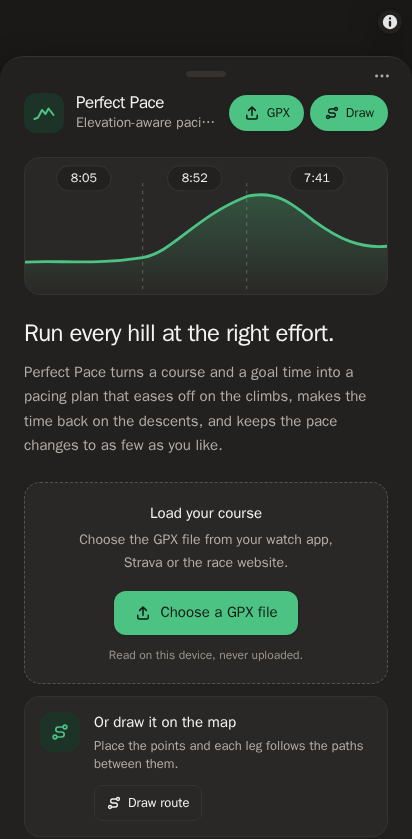 Perfect Pace
Elevation-aware paci···
GPX
Draw
8:05
8:52
7:41
Run every hill at the right effort.
Perfect Pace turns a course and a goal time into a
pacing plan that eases off on the climbs, makes the
time back on the descents, and keeps the pace
changes to as few as you like.
Load your course
Choose the GPX file from your watch app,
Strava or the race website.
Choose a GPX file
Read on this device, never uploaded.
Or draw it on the map
Place the points and each leg follows the paths
between them.
Draw route